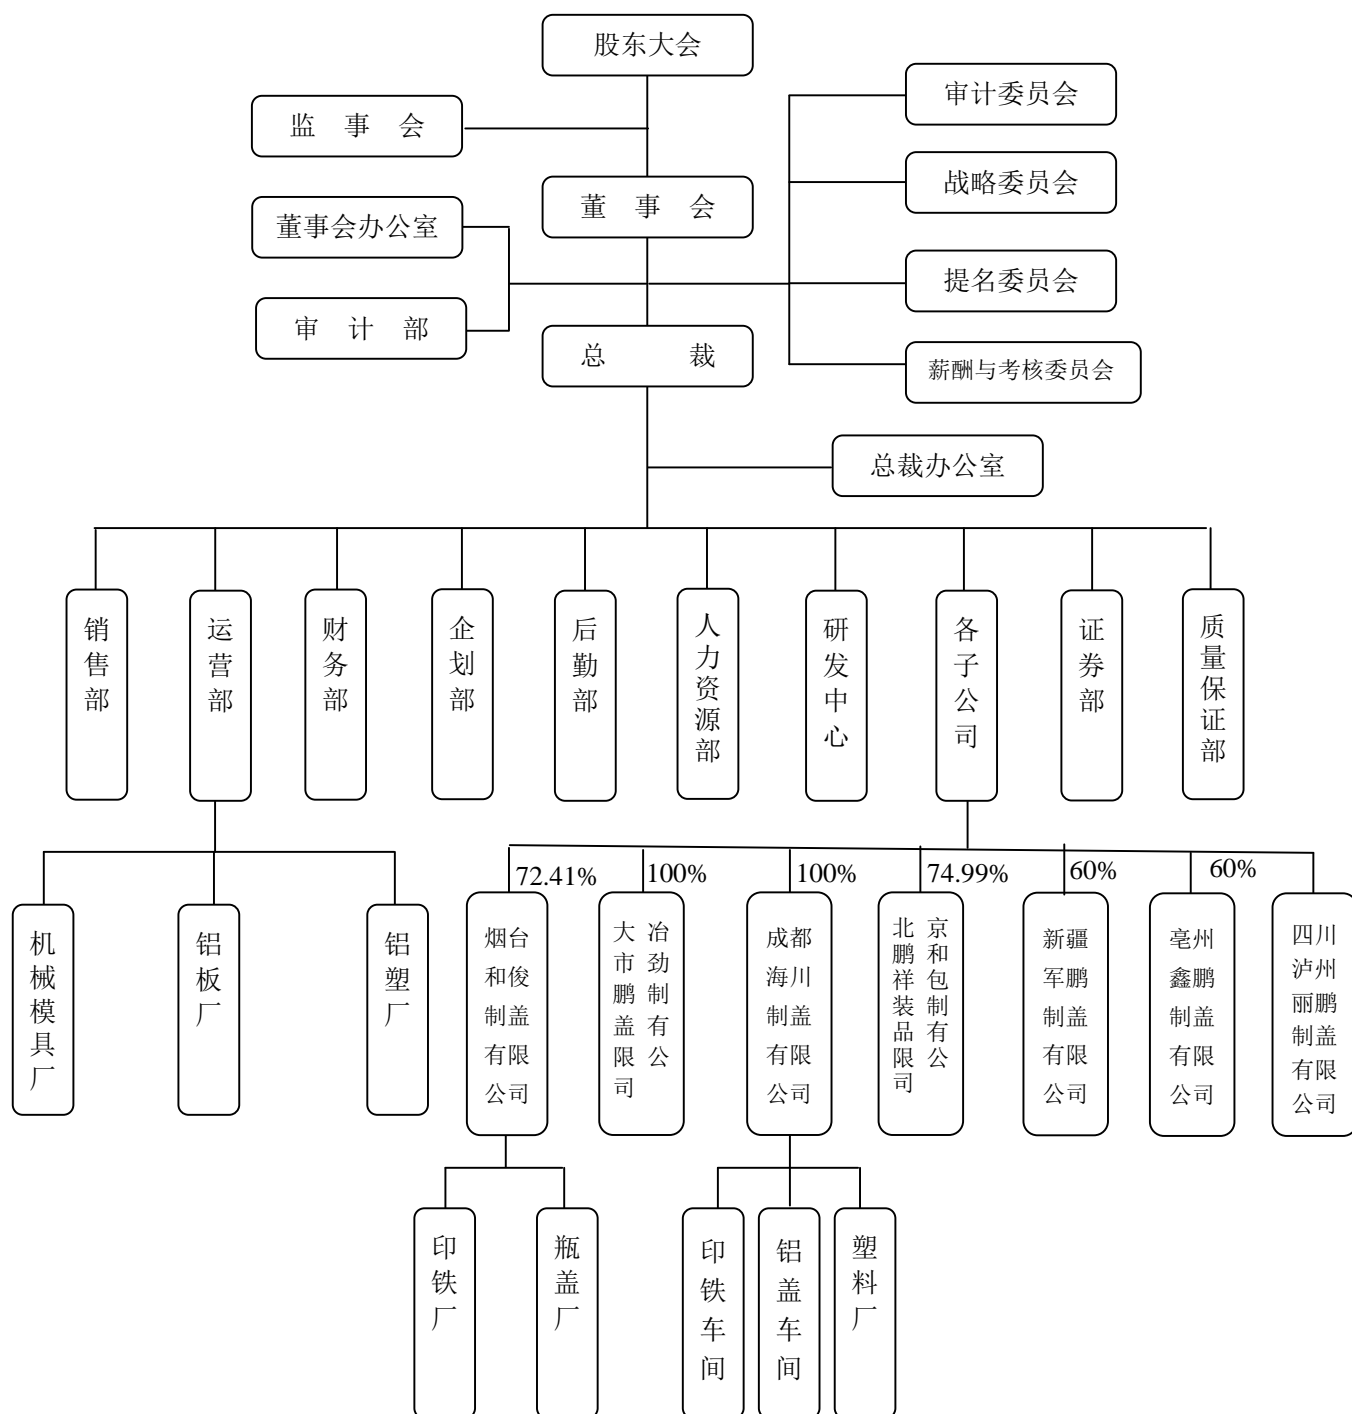 股东大会
审计委员会
监 事 会
战略委员会
董 事 会
董事会办公室
提名委员会
审 计 部
总 裁
薪酬与考核委员会
总裁办公室
销售部
运营部
财务部
企划部
后勤部
人力资源部
研发中心
各子公司
证券部
质量保证部
72.41%
100%
100%
74.99%
60%
60%
机械模具厂
铝板厂
铝塑厂
烟台
和俊
制盖
有限
公司
大冶
市劲
鹏制
盖有
限公
司
成都
海川
制盖
有限
公司
北京
鹏和
祥包
装制
品有
限公
司
新疆
军鹏
制盖
有限
公司
亳州
鑫鹏
制盖
有限
公司
四川
泸州
丽鹏
制盖
有限
公司
印铁厂
瓶盖厂
印铁车间
铝盖车间
塑料厂